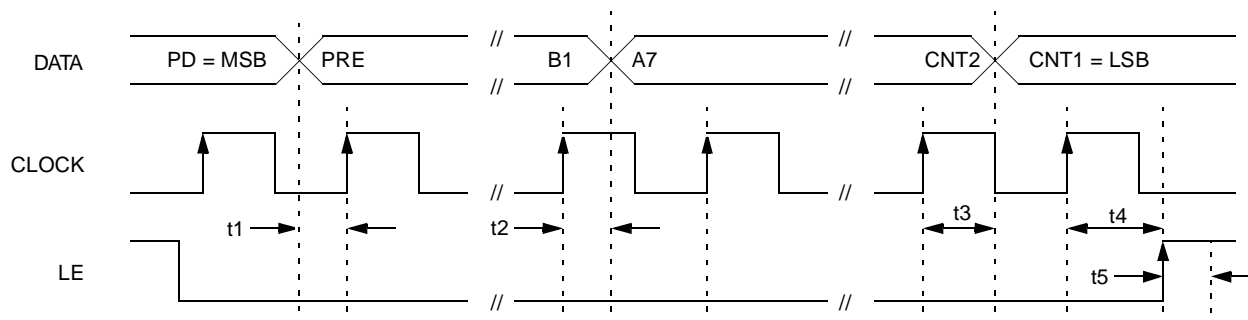 DATA PD = MSB PRE // B1 A7 // CNT2 CNT1 = LSB
//
//
CLOCK // //
t1 t2 t3 t4
LE t5
// //